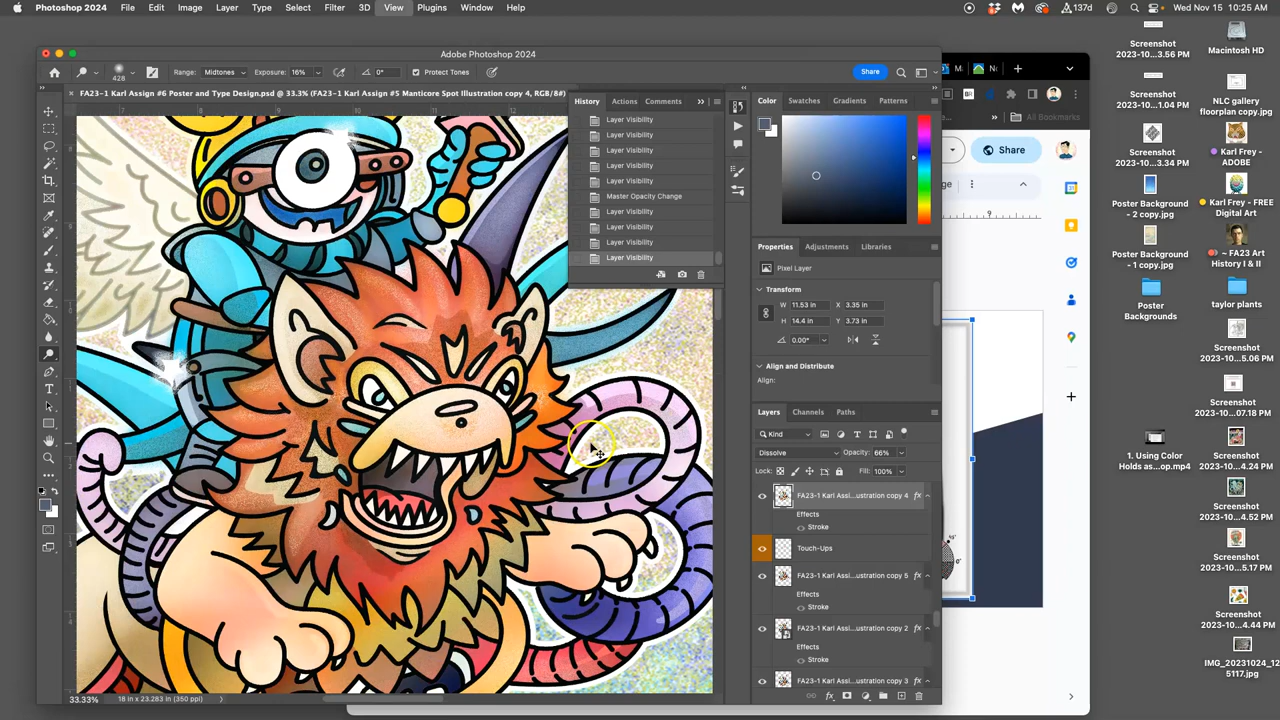 Photoshop 2024 File Edit Image Layer Type Select Filter 3D View Plugins Window Help 137d Wed Nov 15 10:25 AM
Adobe Photoshop 2024
428 Range: Midtones Exposure: 16% 0° Protect Tones Share
FA23-1 Karl Assign #6 Poster and Type Design.psd @ 33.3% (FA23-1 Karl Assign #5 Manticore Spot Illustration copy 4, RGB/8#)
History Actions Comments
Layer Visibility
Layer Visibility
Layer Visibility
Layer Visibility
Layer Visibility
Master Opacity Change
Layer Visibility
Layer Visibility
Layer Visibility
Layer Visibility
Color Swatches Gradients Patterns
Properties Adjustments Libraries
Pixel Layer
Transform
W 11.53 in X 3.35 in
H 14.4 in Y 3.73 in
0.00°
Align and Distribute
Align:
Layers Channels Paths
Kind
Dissolve Opacity: 66%
Lock: Fill: 100%
FA23-1 Karl Assi...ustration copy 4 fx
Effects
Stroke
Touch-Ups
FA23-1 Karl Assi...ustration copy 5 fx
Effects
Stroke
FA23-1 Karl Assi...ustration copy 2 fx
Effects
Stroke
FA23-1 Karl Assi...ustration copy 3 fx
33.33% 18 in x 23.283 in (350 ppi)
All Bookmarks
Share
9
Screenshot
2023-10...3.56 PM
Macintosh HD
Screenshot
2023-10...1.04 PM
NLC gallery
floorplan copy.jpg
Screenshot
2023-10...3.34 PM
Karl Frey -
ADOBE
Poster Background
- 2 copy.jpg
Karl Frey - FREE
Digital Art
Poster Background
- 1 copy.jpg
~ FA23 Art
History I & II
Poster
Backgrounds
taylor plants
Screenshot
2023-10...5.06 PM
Screenshot
2023-10...07.18 PM
1. Using Color
Holds as...op.mp4
Screenshot
2023-10...4.52 PM
Screenshot
2023-10...5.17 PM
Screenshot
2023-10...4.44 PM
IMG_20231024_12
5117.jpg